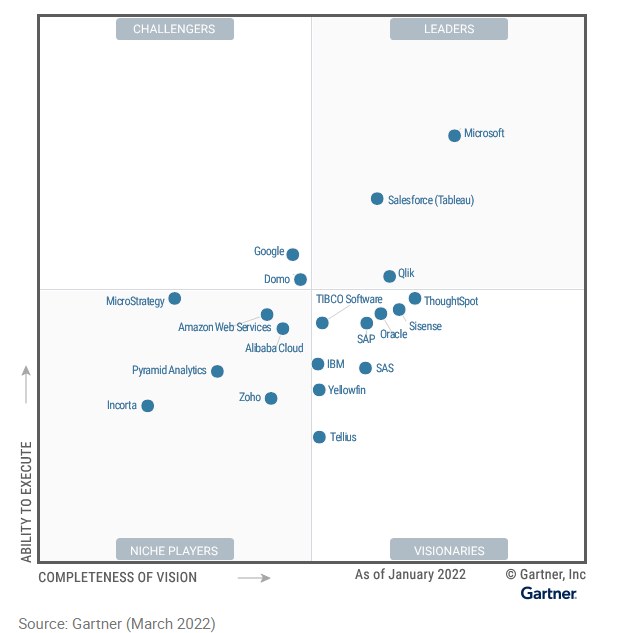 CHALLENGERS
LEADERS
Microsoft
Salesforce (Tableau)
Google
Domo
Qlik
MicroStrategy
TIBCO Software
ThoughtSpot
Amazon Web Services
Sisense
Oracle
SAP
Alibaba Cloud
IBM
SAS
Pyramid Analytics
Yellowfin
Zoho
Incorta
Tellius
ABILITY TO EXECUTE
NICHE PLAYERS
VISIONARIES
COMPLETENESS OF VISION
As of January 2022
© Gartner, Inc
Gartner.
Source: Gartner (March 2022)